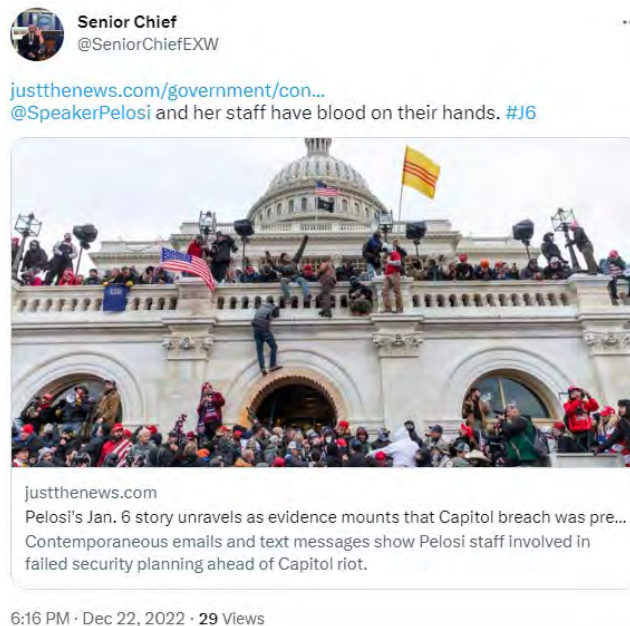 Senior Chief
@SeniorChiefEXW
justthenews.com/government/con...
@SpeakerPelosi and her staff have blood on their hands. #J6
justthenews.com
Pelosi's Jan. 6 story unravels as evidence mounts that Capitol breach was pre...
Contemporaneous emails and text messages show Pelosi staff involved in
failed security planning ahead of Capitol riot.
6:16 PM · Dec 22, 2022 · 29 Views